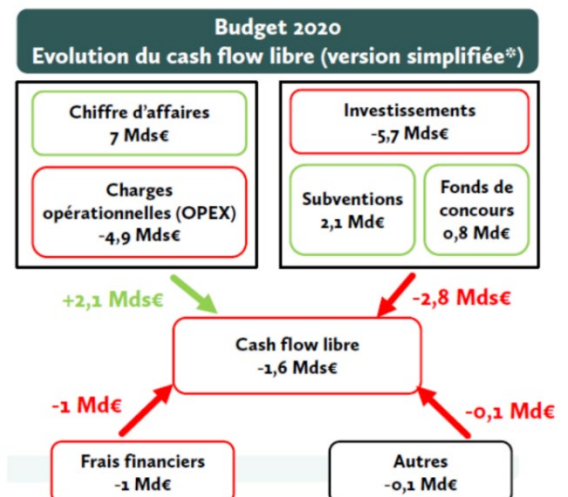 Budget 2020
Evolution du cash flow libre (version simplifiée*)
Chiffre d'affaires
7 Mds€
Charges
opérationnelles (OPEX)
-4,9 Mds€
Investissements
-5,7 Mds€
Subventions
2,1 Md€
Fonds de
concours
0,8 Md€
+2,1 Mds€
-2,8 Mds€
Cash flow libre
-1,6 Mds€
-1 Md€
-0,1 Md€
Frais financiers
-1 Md€
Autres
-0,1 Md€